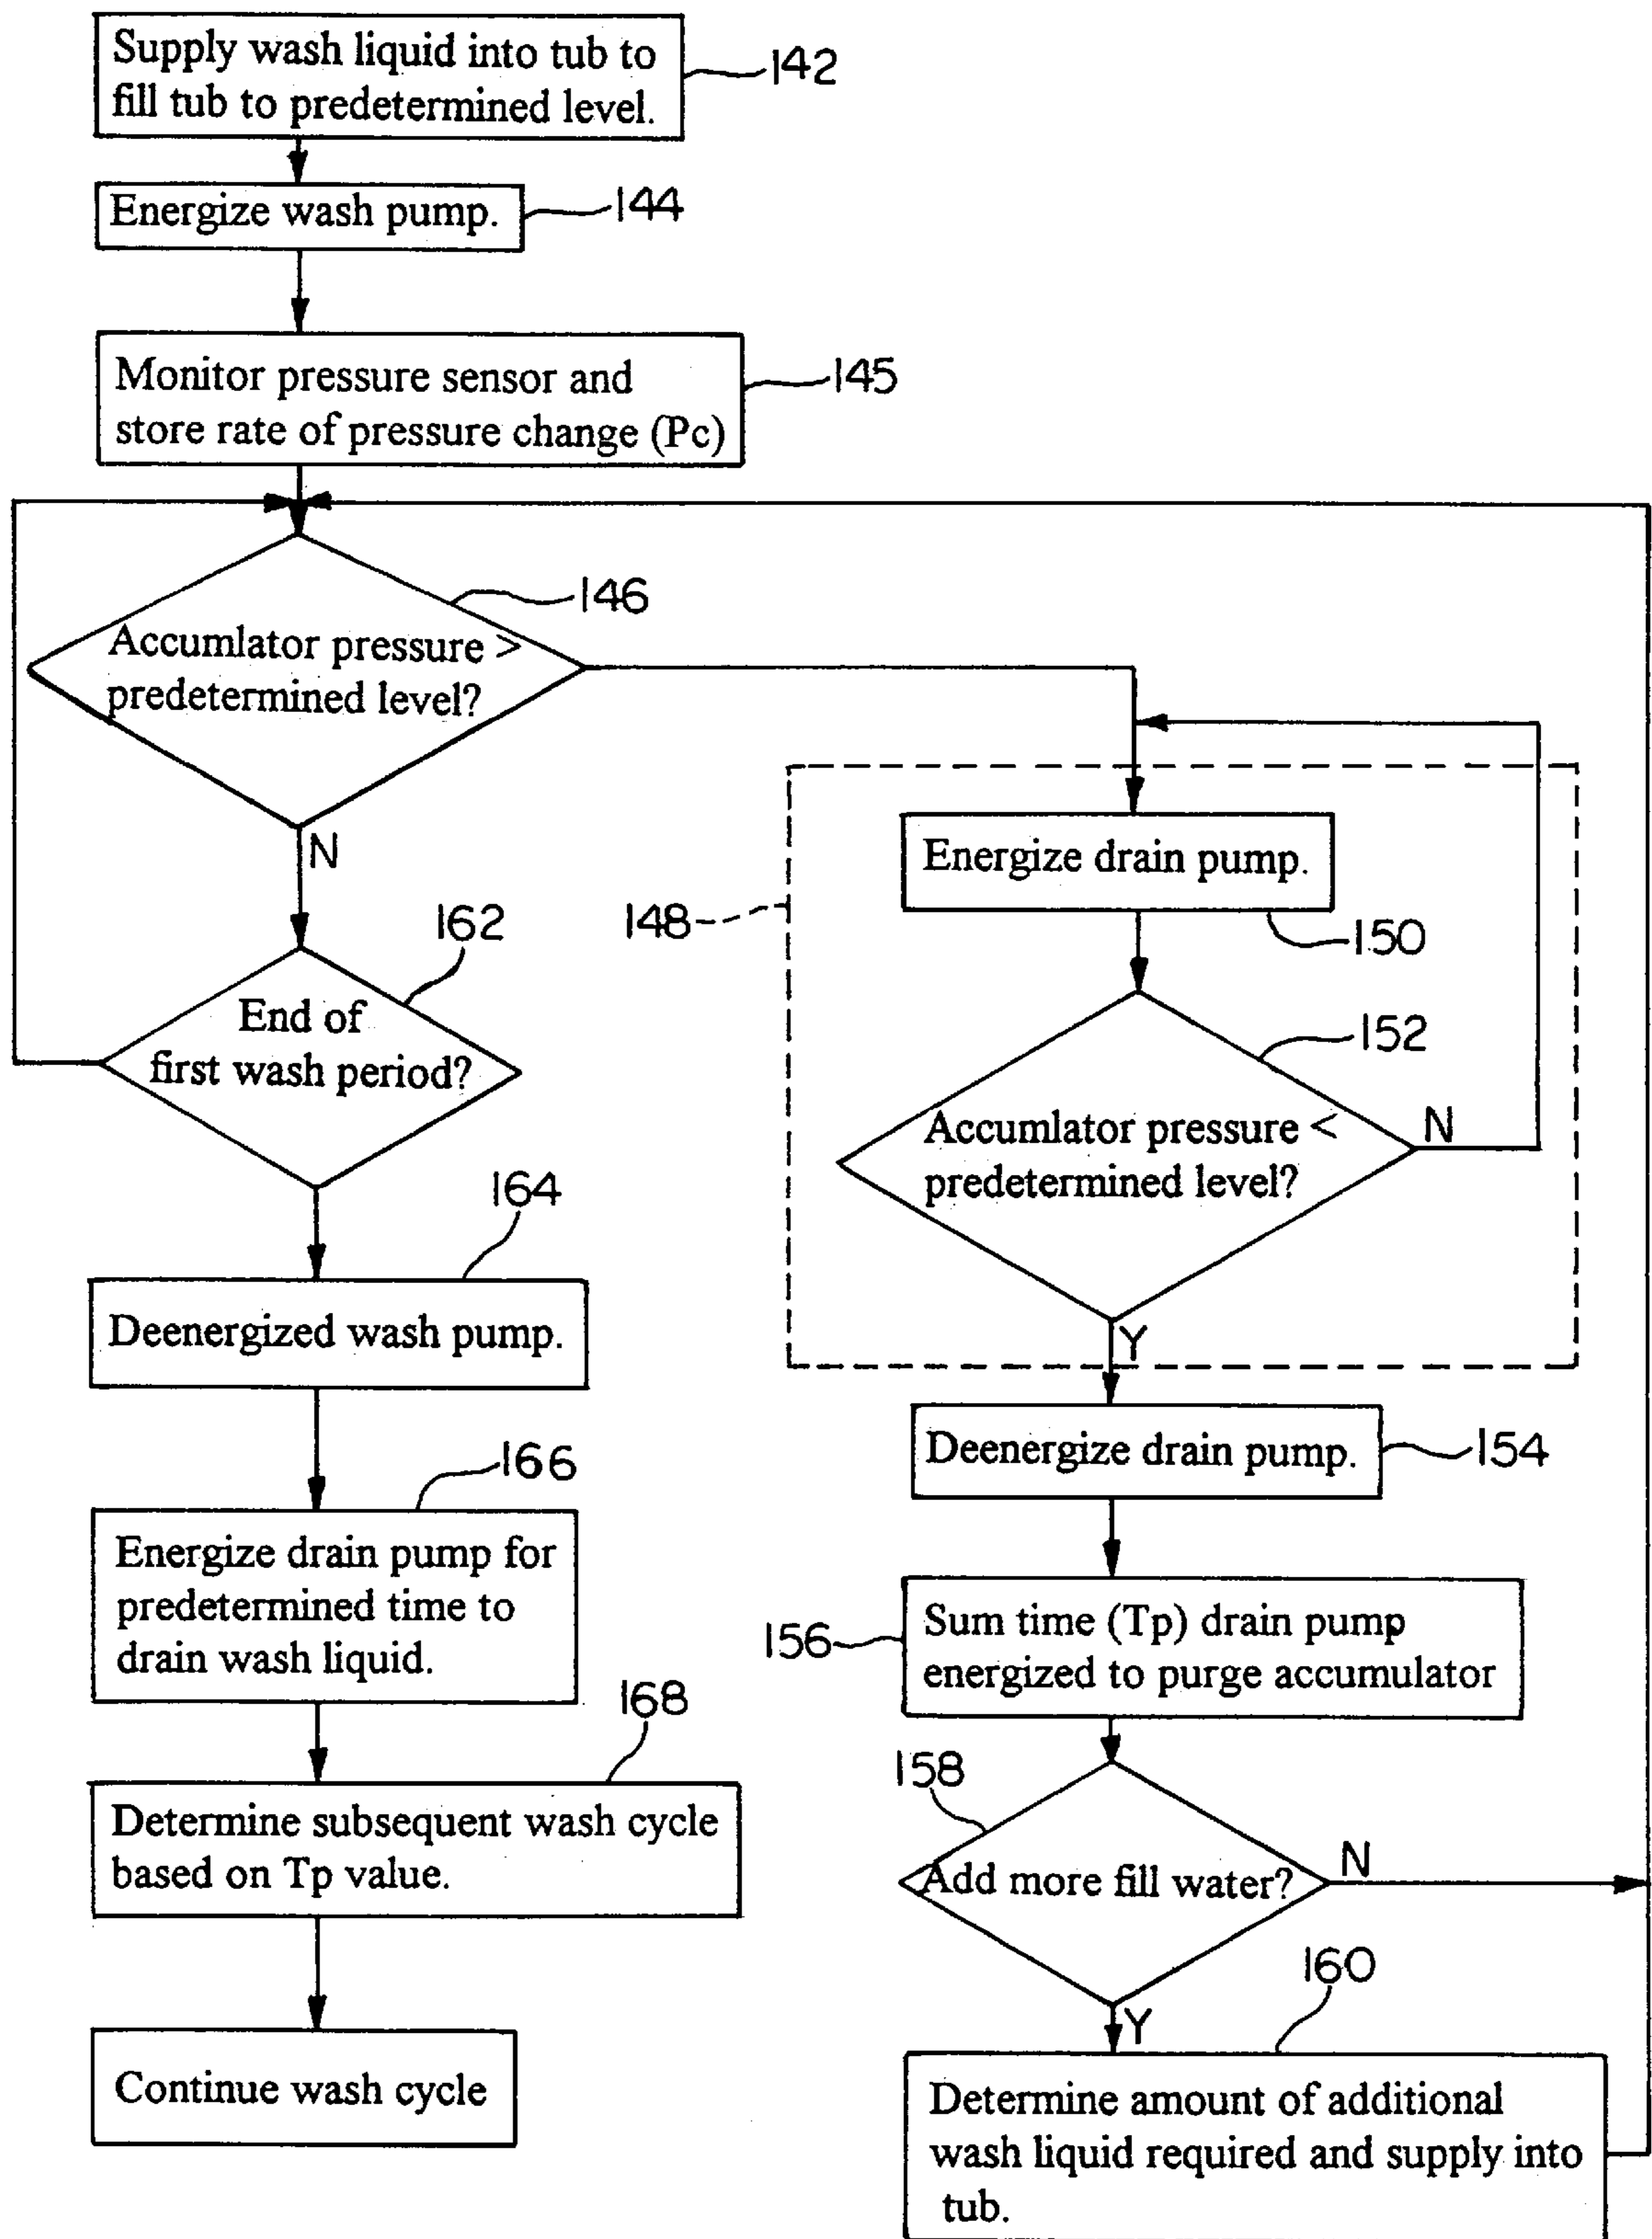 Supply wash liquid into tub to
fill tub to predetermined level.
142
Energize wash pump.
144
Monitor pressure sensor and
store rate of pressure change (Pc)
145
146
Accumlator pressure >
predetermined level?
N
162
End of
first wash period?
164
Deenergized wash pump.
166
Energize drain pump for
predetermined time to
drain wash liquid.
168
Determine subsequent wash cycle
based on Tp value.
Continue wash cycle
148
Energize drain pump.
150
152
Accumlator pressure <
predetermined level?
N
Y
Deenergize drain pump.
154
156
Sum time (Tp) drain pump
energized to purge accumulator
158
Add more fill water?
N
Y
160
Determine amount of additional
wash liquid required and supply into
tub.